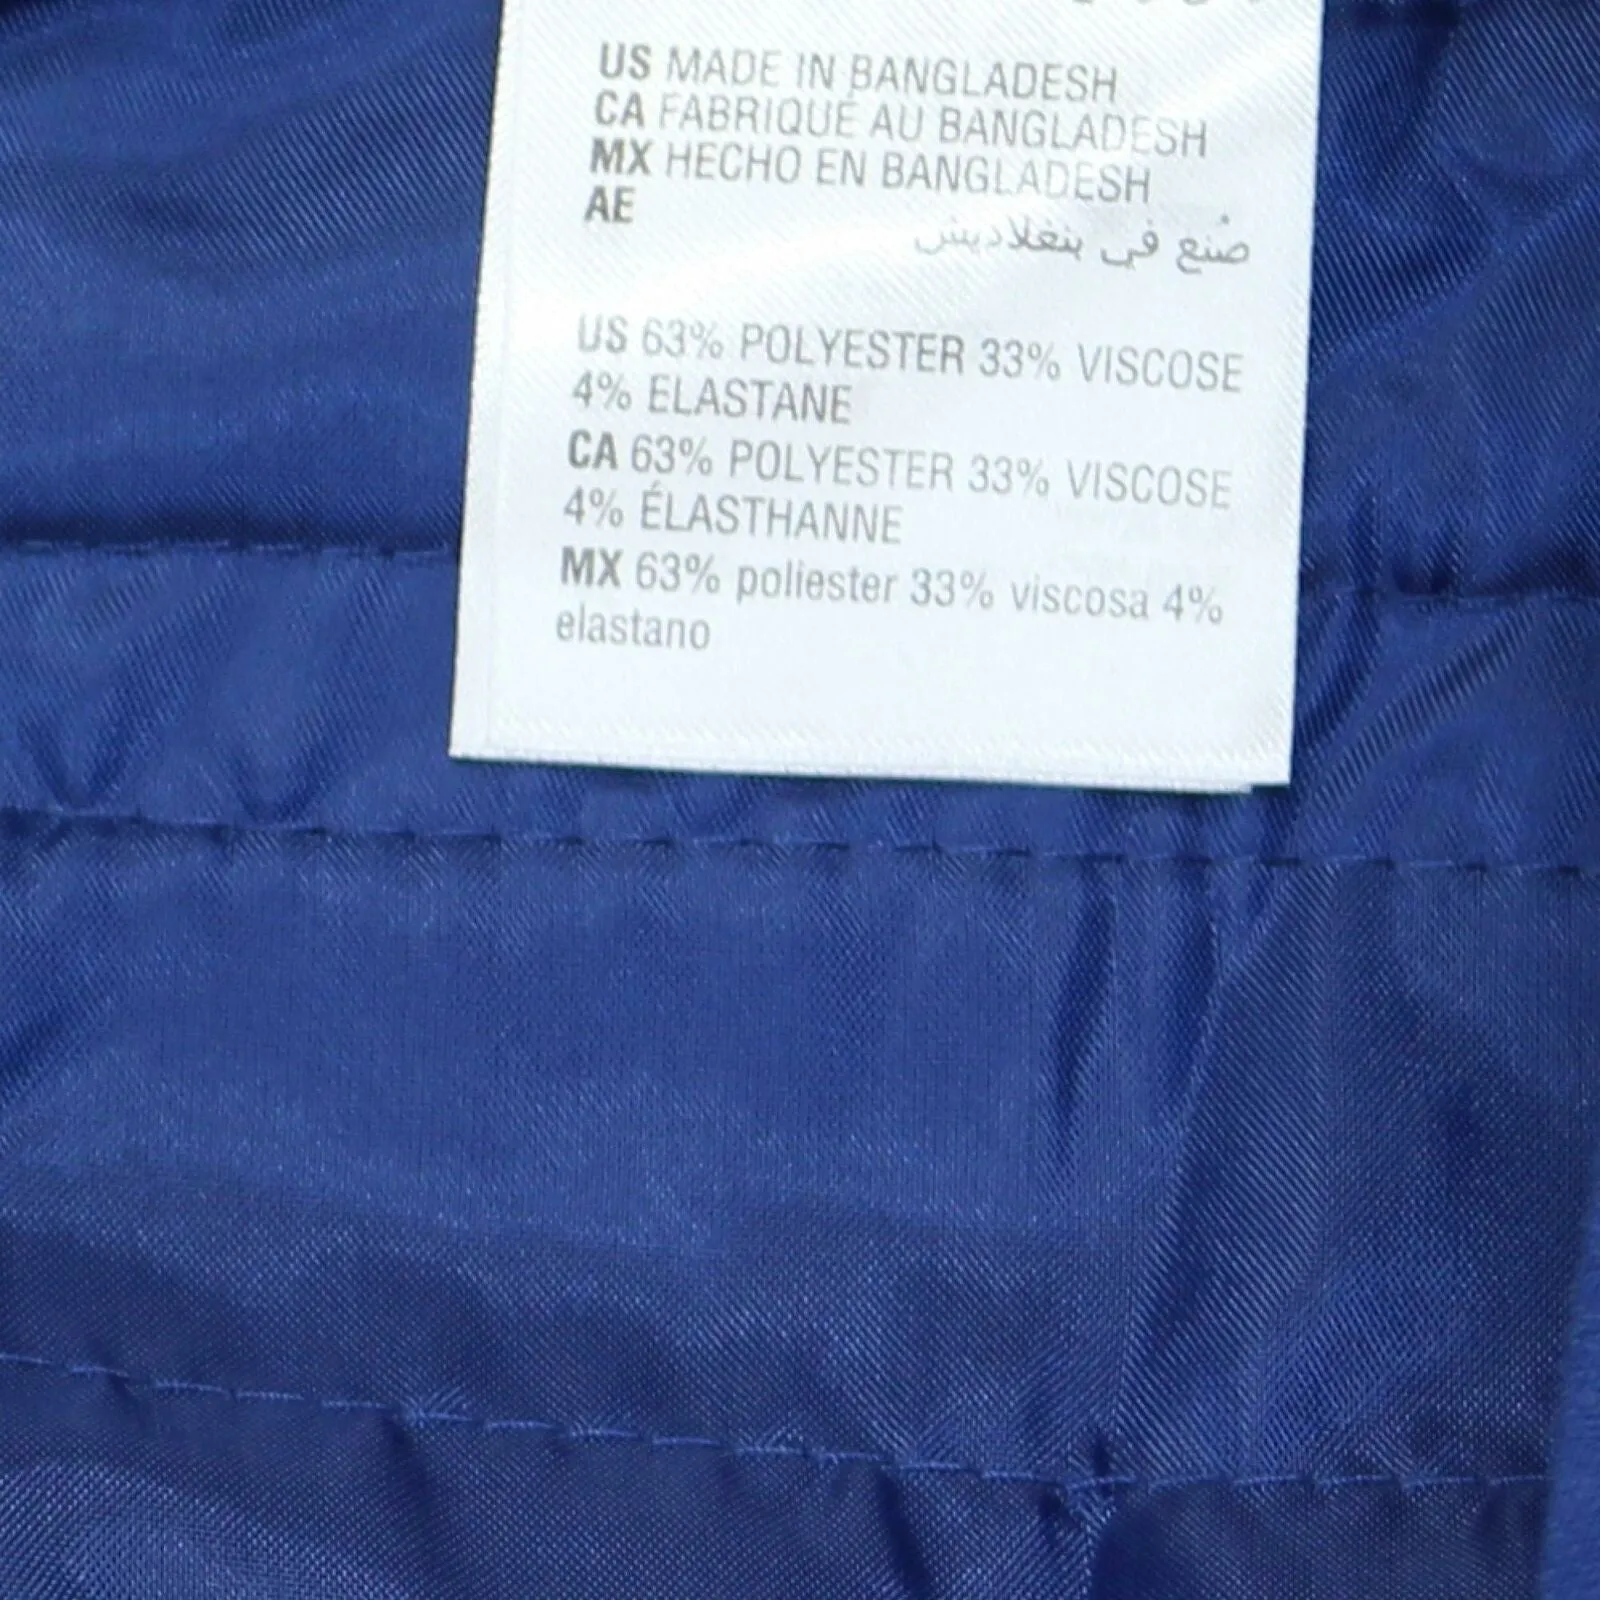 US MADE IN BANGLADESH
CA FABRIQUÉ AU BANGLADESH
MX HECHO EN BANGLADESH
AE
صُنع في بنغلاديش
US 63% POLYESTER 33% VISCOSE
4% ELASTANE
CA 63% POLYESTER 33% VISCOSE
4% ÉLASTHANNE
MX 63% poliester 33% viscosa 4%
elastano